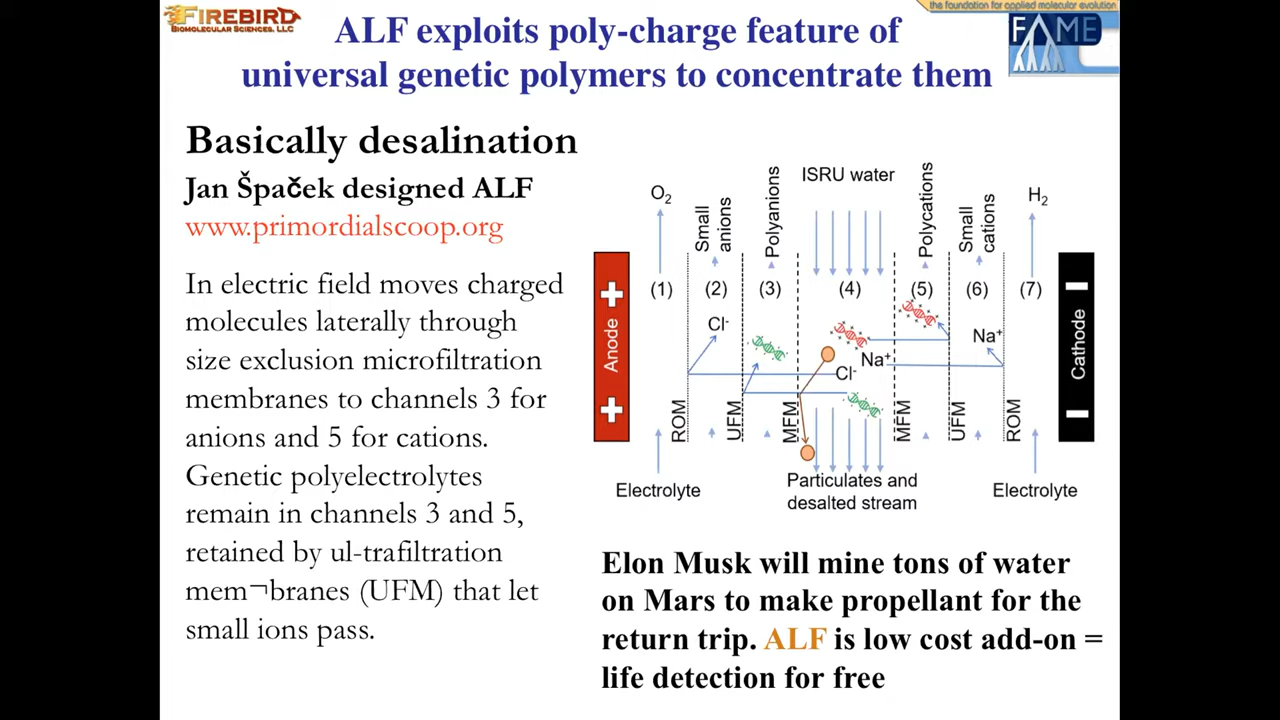 FIREBIRD
BIOMOLECULAR SCIENCES, LLC
the foundation for applied molecular evolution
FAME
ALF exploits poly-charge feature of
universal genetic polymers to concentrate them
Basically desalination
Jan Špaček designed ALF
www.primordialscoop.org
In electric field moves charged
molecules laterally through
size exclusion microfiltration
membranes to channels 3 for
anions and 5 for cations.
Genetic polyelectrolytes
remain in channels 3 and 5,
retained by ul-trafiltration
mem¬branes (UFM) that let
small ions pass.
O2
Small
anions
Polyanions
ISRU water
Polycations
Small
cations
H2
(1)
(2)
(3)
(4)
(5)
(6)
(7)
+
Anode
+
Cl-
Na+
Cl-
Na+
−
Cathode
−
ROM
UFM
MFM
MFM
UFM
ROM
Electrolyte
Particulates and
desalted stream
Electrolyte
Elon Musk will mine tons of water
on Mars to make propellant for the
return trip. ALF is low cost add-on =
life detection for free